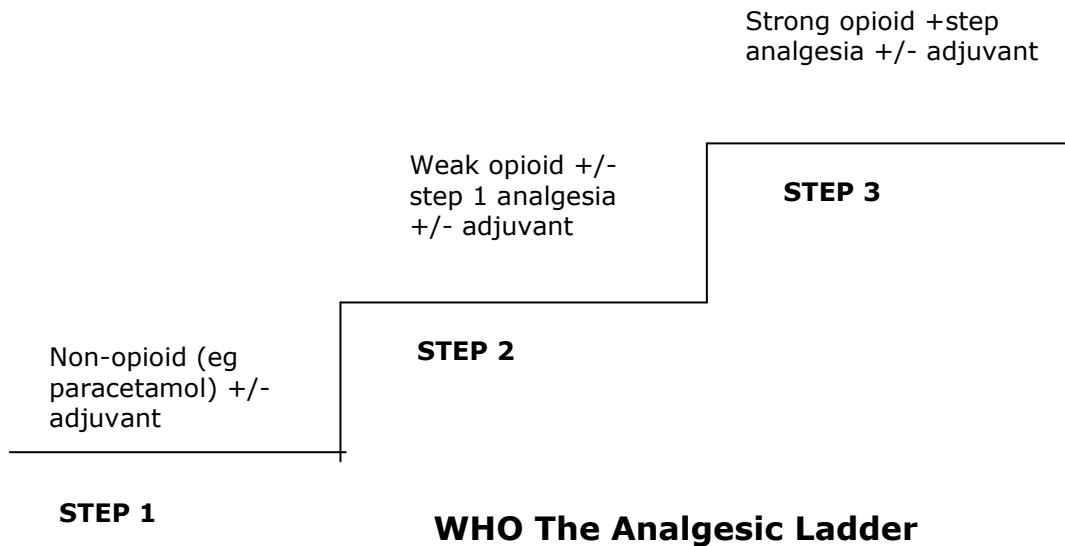 Strong opioid +step
analgesia +/- adjuvant
Weak opioid +/-
step 1 analgesia
+/- adjuvant
STEP 3
Non-opioid (eg
paracetamol) +/-
adjuvant
STEP 2
STEP 1
WHO The Analgesic Ladder